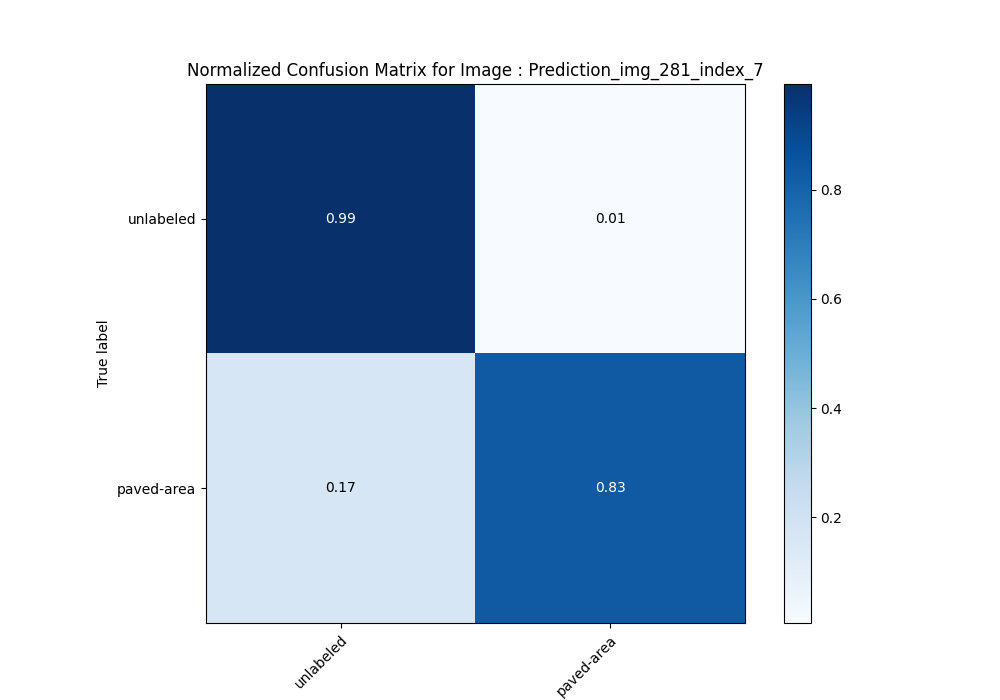 Normalized Confusion Matrix for Image : Prediction_img_281_index_7
unlabeled
0.99
0.01
0.8
0.6
True label
0.4
paved-area
0.17
0.83
0.2
unlabeled
paved-area